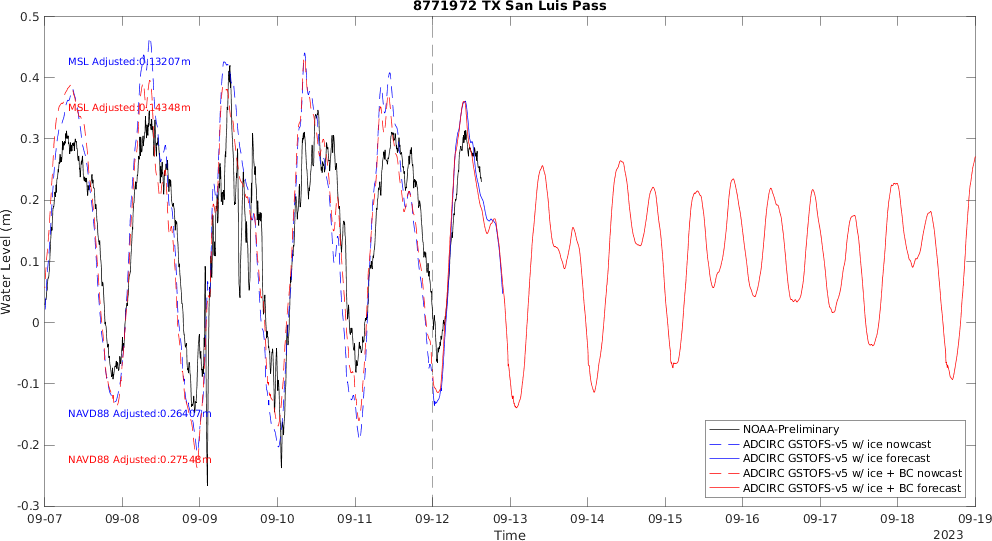 8771972 TX San Luis Pass
0.5
0.4
0.3
0.2
0.1
0
-0.1
-0.2
-0.3
Water Level (m)
MSL Adjusted:0.13207m
MSL Adjusted:0.14348m
NAVD88 Adjusted:0.26407m
NAVD88 Adjusted:0.27548m
NOAA-Preliminary
ADCIRC GSTOFS-v5 w/ ice nowcast
ADCIRC GSTOFS-v5 w/ ice forecast
ADCIRC GSTOFS-v5 w/ ice + BC nowcast
ADCIRC GSTOFS-v5 w/ ice + BC forecast
09-07 09-08 09-09 09-10 09-11 09-12 09-13 09-14 09-15 09-16 09-17 09-18 09-19
Time
2023